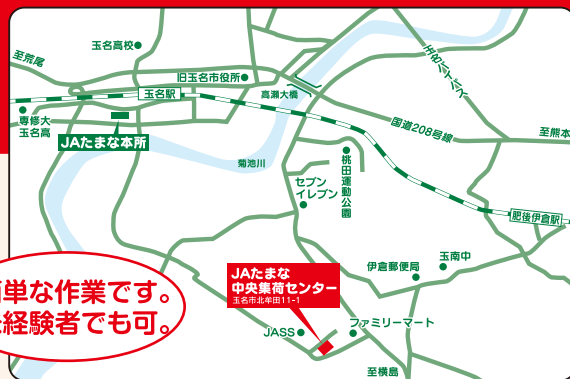 玉名高校
至荒尾
旧玉名市役所
玉名駅
高瀬大橋
玉名バイパス
専修大
玉名高
JAたまな本所
国道208号線
至熊本
菊池川
桃田運動公園
セブン
イレブン
肥後伊倉駅
JAたまな
中央集荷センター
玉名市北牟田11-1
伊倉郵便局
玉南中
単な作業です。
経験者でも可。
JASS
ファミリーマート
至横島